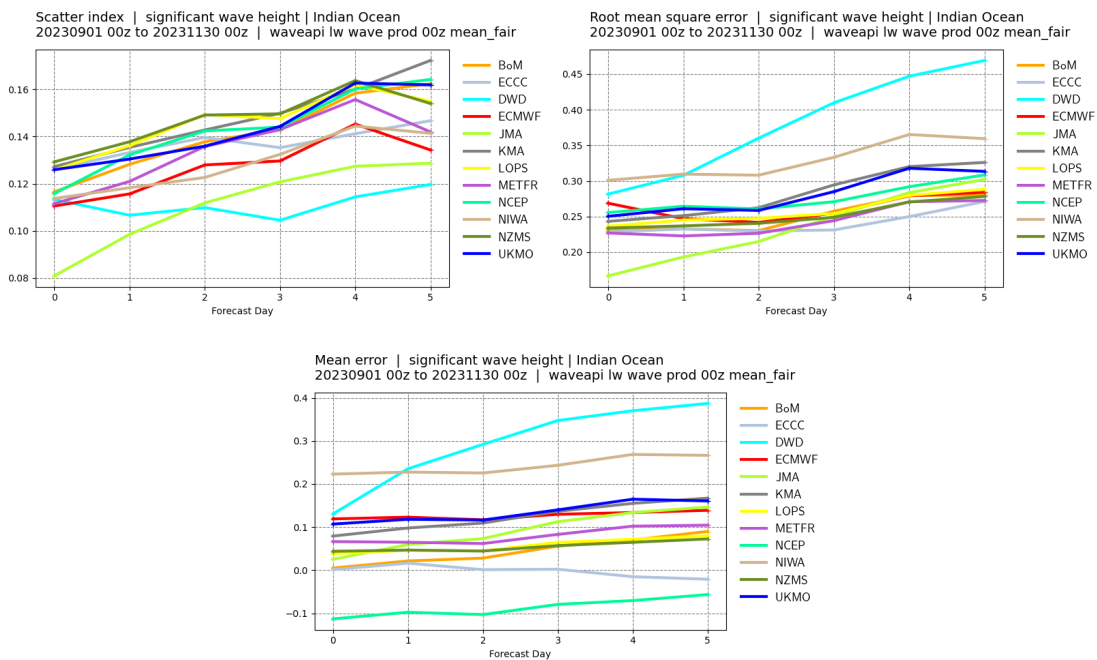 Scatter index | significant wave height | Indian Ocean
20230901 00z to 20231130 00z | waveapi lw wave prod 00z mean_fair
0.16
0.14
0.12
0.10
0.08
0 1 2 3 4 5
Forecast Day
BoM
ECCC
DWD
ECMWF
JMA
KMA
LOPS
METFR
NCEP
NIWA
NZMS
UKMO
Root mean square error | significant wave height | Indian Ocean
20230901 00z to 20231130 00z | waveapi lw wave prod 00z mean_fair
0.45
0.40
0.35
0.30
0.25
0.20
0 1 2 3 4 5
Forecast Day
BoM
ECCC
DWD
ECMWF
JMA
KMA
LOPS
METFR
NCEP
NIWA
NZMS
UKMO
Mean error | significant wave height | Indian Ocean
20230901 00z to 20231130 00z | waveapi lw wave prod 00z mean_fair
0.4
0.3
0.2
0.1
0.0
−0.1
0 1 2 3 4 5
Forecast Day
BoM
ECCC
DWD
ECMWF
JMA
KMA
LOPS
METFR
NCEP
NIWA
NZMS
UKMO